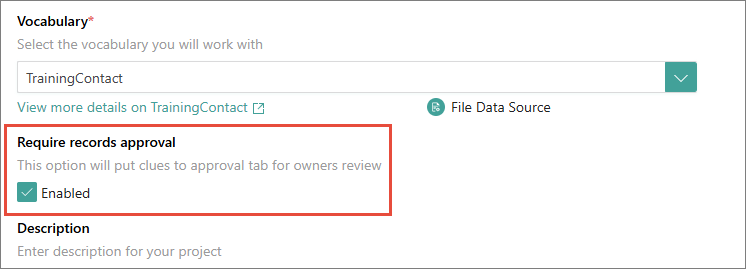 Vocabulary*
Select the vocabulary you will work with
TrainingContact
View more details on TrainingContact
File Data Source
Require records approval
This option will put clues to approval tab for owners review
Enabled
Description
Enter description for your project